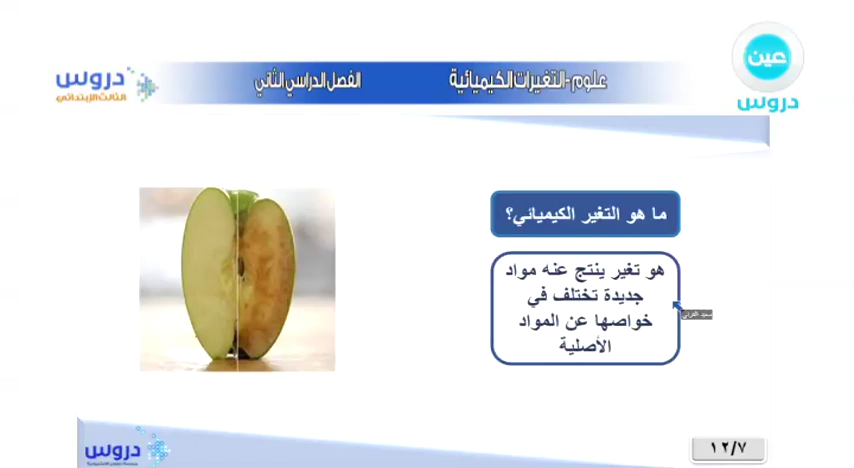 عين
دروس
علوم - التغيرات الكيميائية
الفصل الدراسي الثاني
دروس
الثالث الإبتدائي
ما هو التغير الكيميائي؟
هو تغير ينتج عنه مواد
جديدة تختلف في
خواصها عن المواد
الأصلية
دروس
١٢/٧